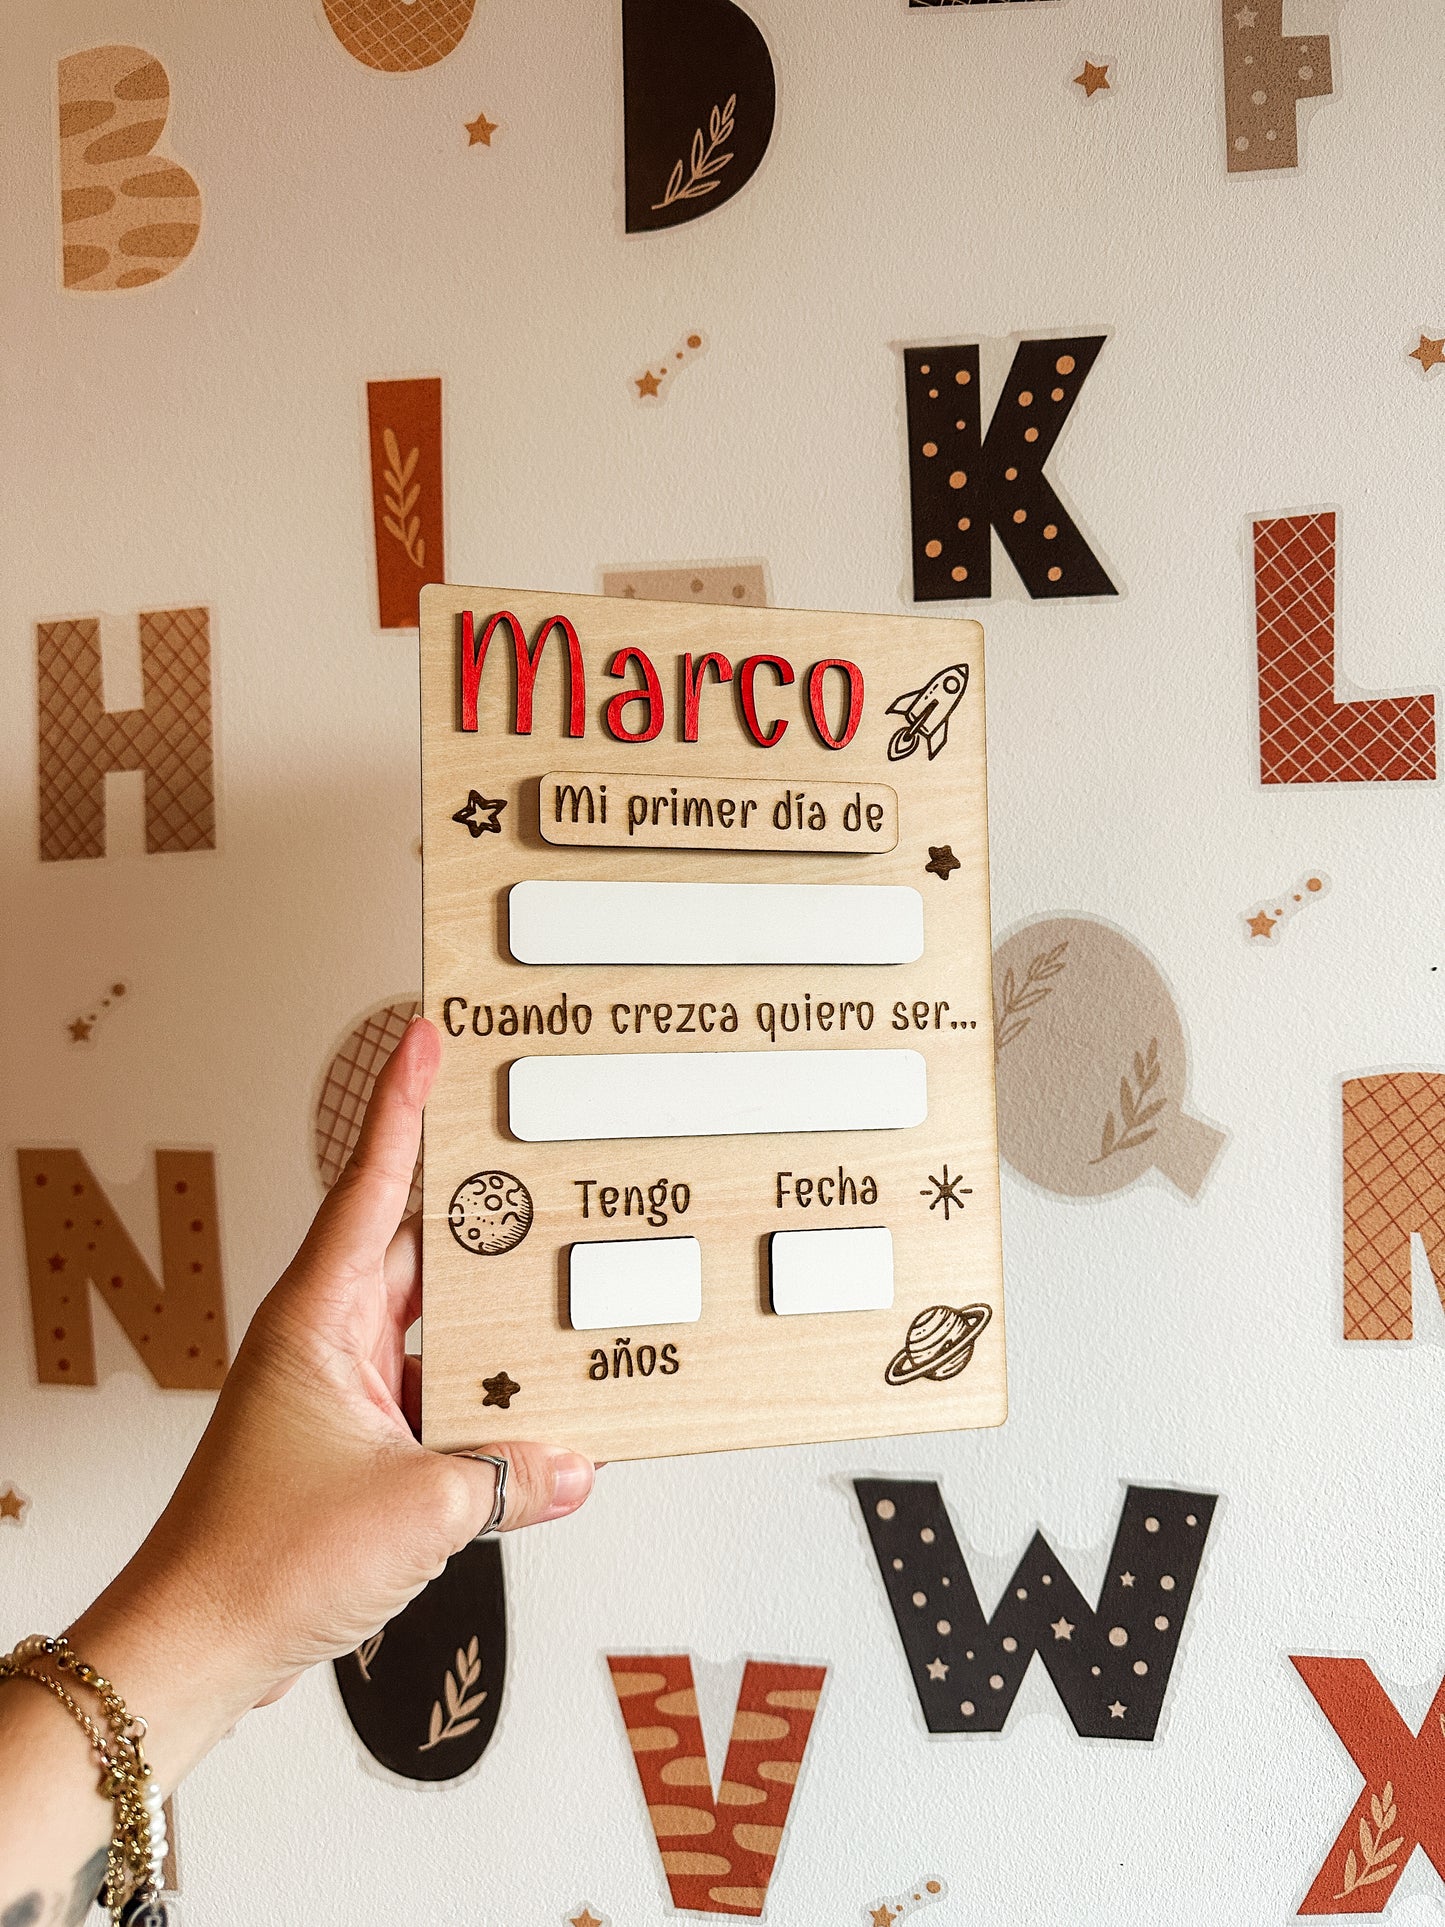 B
D
F
I
K
H
L
Marco
Mi primer día de
Cuando crezca quiero ser...
Q
N
Tengo
Fecha
años
W
V
X